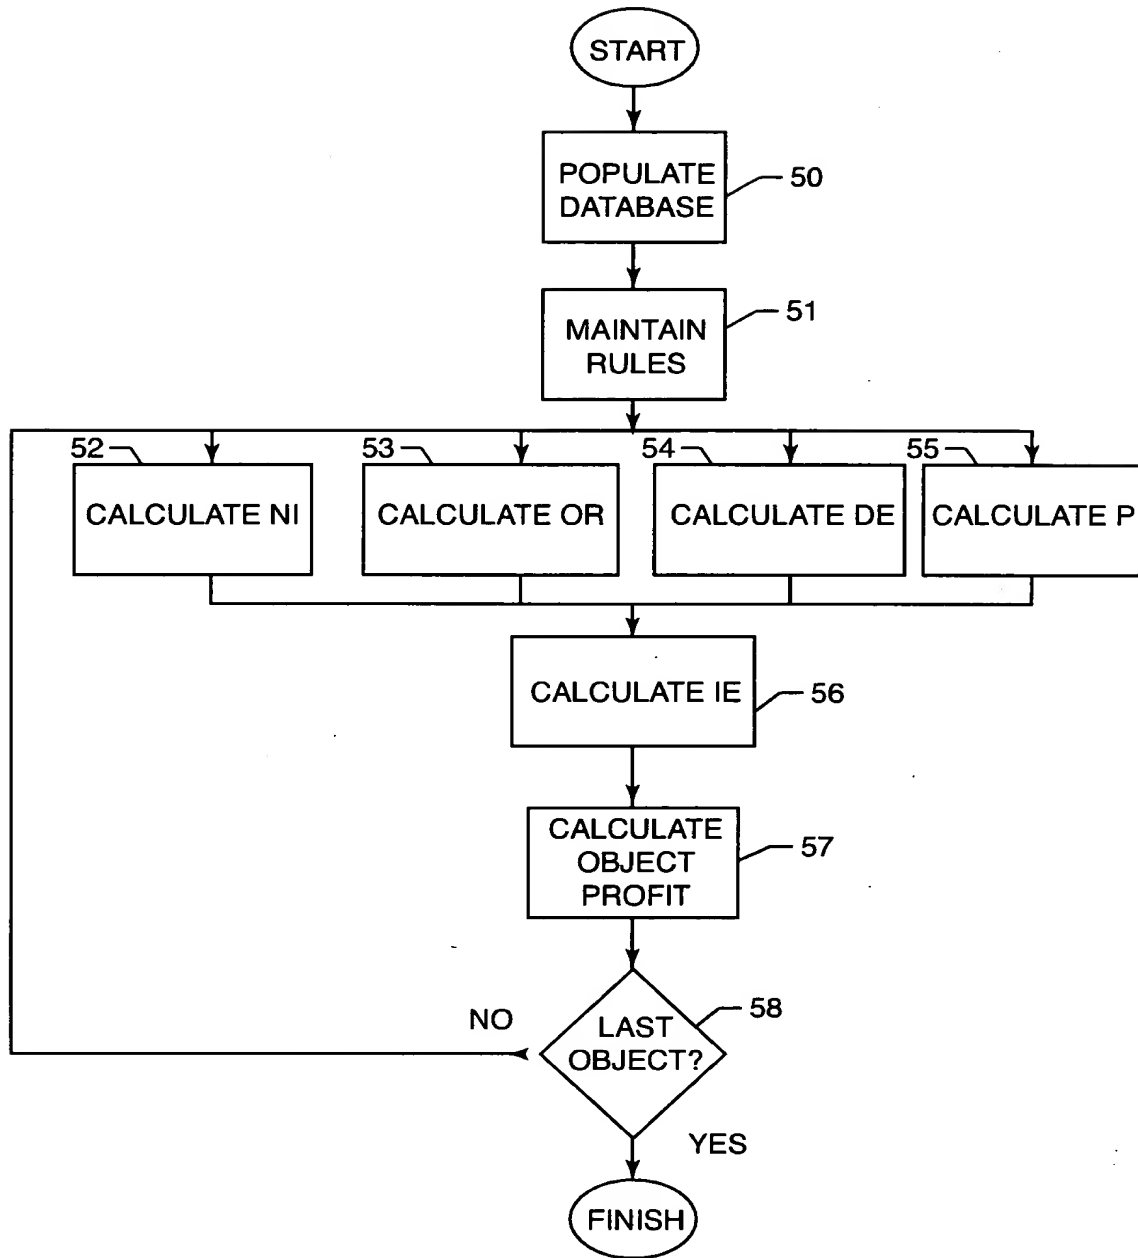 START
POPULATE
DATABASE
50
MAINTAIN
RULES
51
52
53
54
55
CALCULATE NI
CALCULATE OR
CALCULATE DE
CALCULATE P
CALCULATE IE
56
CALCULATE
OBJECT
PROFIT
57
58
NO
LAST
OBJECT?
YES
FINISH